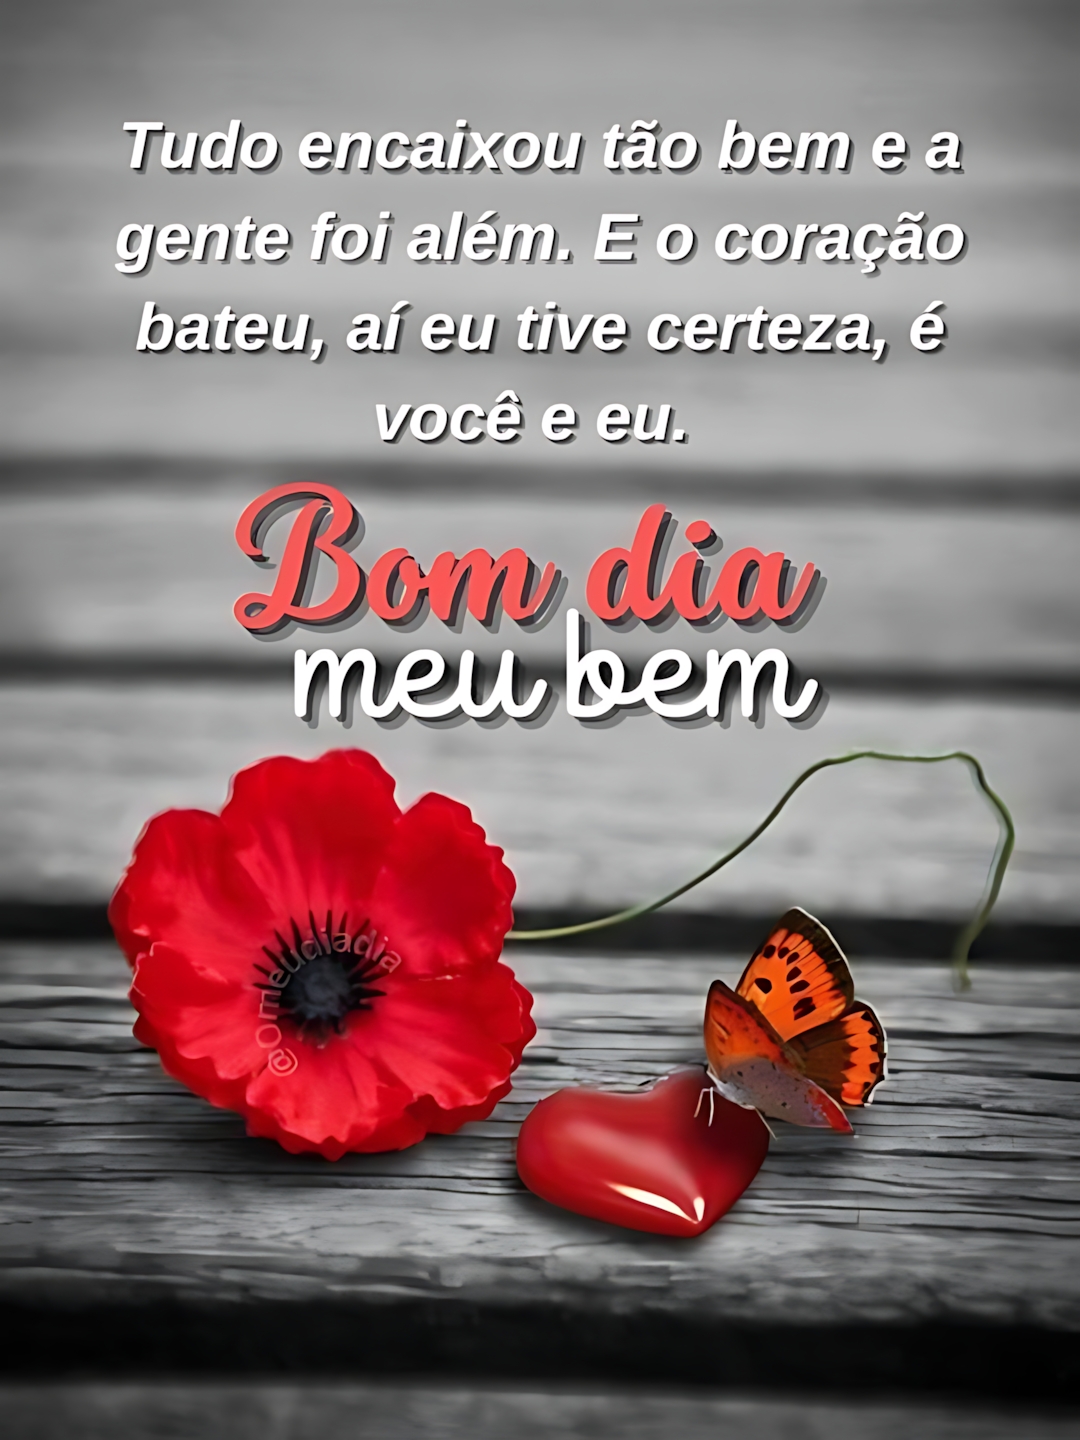 Tudo encaixou tão bem e a
gente foi além. E o coração
bateu, aí eu tive certeza, é
você e eu.
Bom dia
meu bem
@Omeudiadia